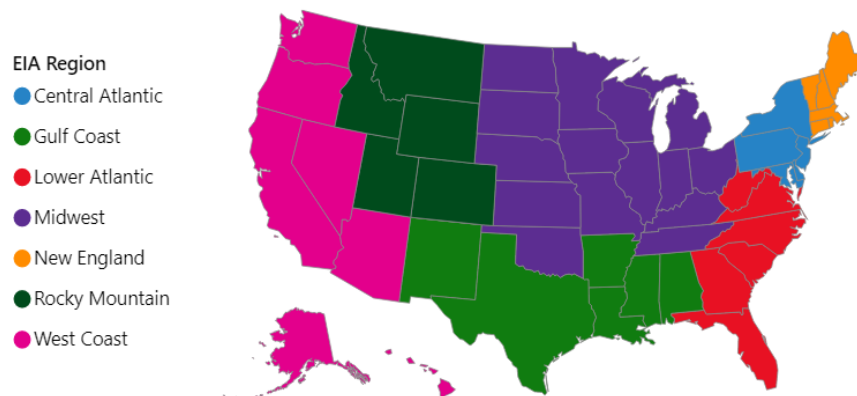 EIA Region
Central Atlantic
Gulf Coast
Lower Atlantic
Midwest
New England
Rocky Mountain
West Coast